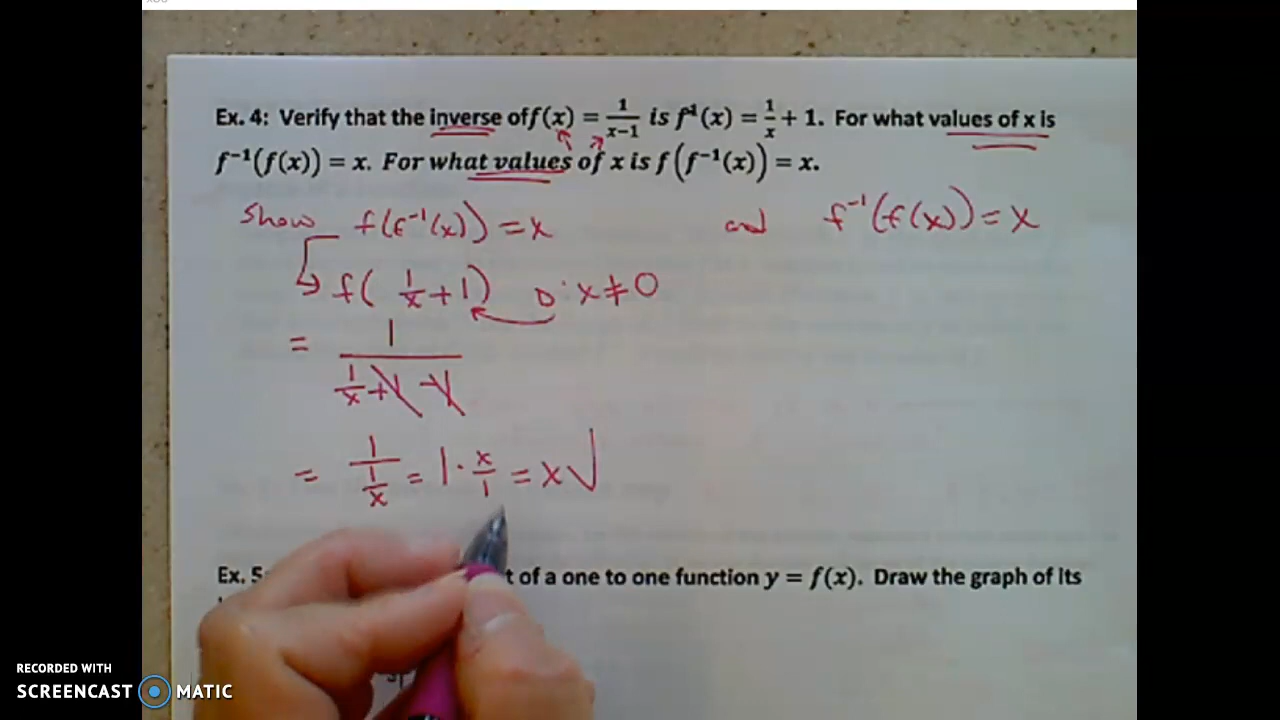 Ex. 4: Verify that the inverse of f(x) = 1/(x−1) is f¹(x) = 1/x + 1. For what values of x is
f⁻¹(f(x)) = x. For what values of x is f(f⁻¹(x)) = x.
Show f(f⁻¹(x)) = x and f⁻¹(f(x)) = x
f( 1/x + 1) D: x ≠ 0
= 1/(1/x + 1 − 1)
= 1/(1/x) = 1 · x/1 = x √
Ex. 5 t of a one to one function y = f(x). Draw the graph of its
RECORDED WITH
SCREENCAST MATIC